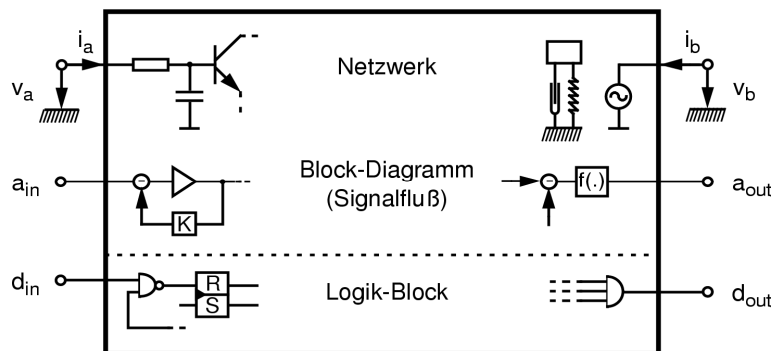 i_a
i_b
v_a
Netzwerk
v_b
a_in
Block-Diagramm
(Signalfluß)
f(.)
a_out
K
d_in
R
S
Logik-Block
d_out